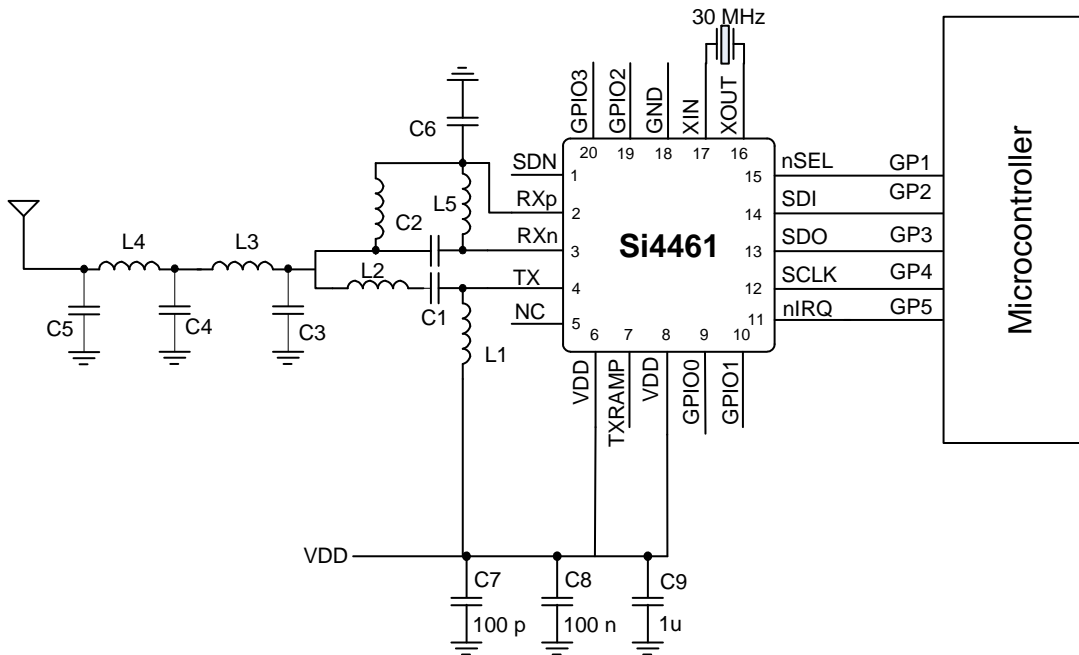 30 MHz
GPIO3
GPIO2
GND
XIN
XOUT
C6
20
19
18
17
16
SDN
1
15
nSEL
GP1
L5
RXp
2
14
SDI
GP2
C2
RXn
3
Si4461
13
SDO
GP3
L4
L3
L2
TX
4
12
SCLK
GP4
C1
NC
5
11
nIRQ
GP5
Microcontroller
C5
C4
C3
L1
6
7
8
9
10
VDD
TXRAMP
VDD
GPIO0
GPIO1
VDD
C7
C8
C9
100 p
100 n
1u